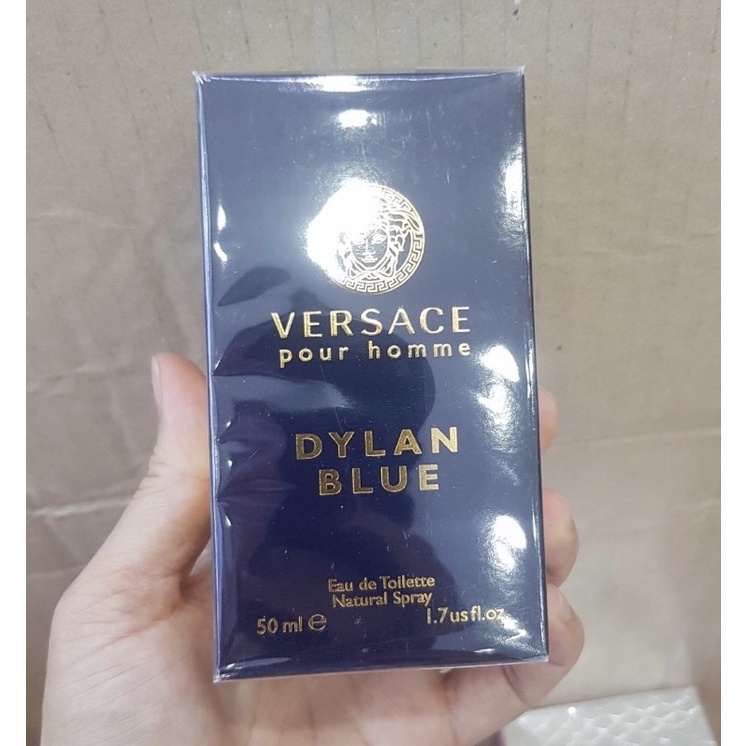 VERSACE
pour homme
DYLAN
BLUE
Eau de Toilette
Natural Spray
50 ml e 1.7 us fl.oz.